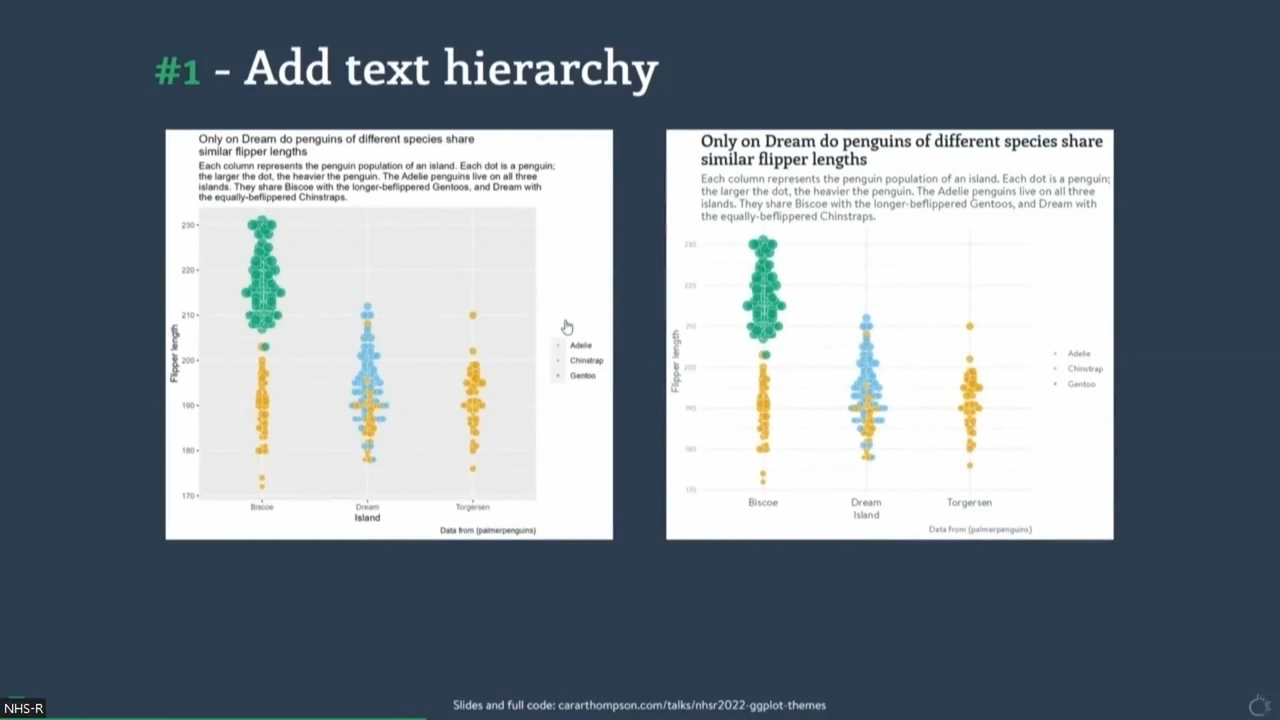 #1 - Add text hierarchy
Only on Dream do penguins of different species share
similar flipper lengths
Each column represents the penguin population of an island. Each dot is a penguin;
the larger the dot, the heavier the penguin. The Adelie penguins live on all three
islands. They share Biscoe with the longer-beflippered Gentoos, and Dream with
the equally-beflippered Chinstraps.
230
220
210
200
190
180
170
Flipper length
Biscoe
Dream
Torgersen
Island
Adelie
Chinstrap
Gentoo
Data from {palmerpenguins}
Only on Dream do penguins of different species share
similar flipper lengths
Each column represents the penguin population of an island. Each dot is a penguin;
the larger the dot, the heavier the penguin. The Adelie penguins live on all three
islands. They share Biscoe with the longer-beflippered Gentoos, and Dream with
the equally-beflippered Chinstraps.
230
220
210
200
190
180
170
Flipper length
Biscoe
Dream
Torgersen
Island
Adelie
Chinstrap
Gentoo
Data from {palmerpenguins}
NHS-R
Slides and full code: cararthompson.com/talks/nhsr2022-ggplot-themes